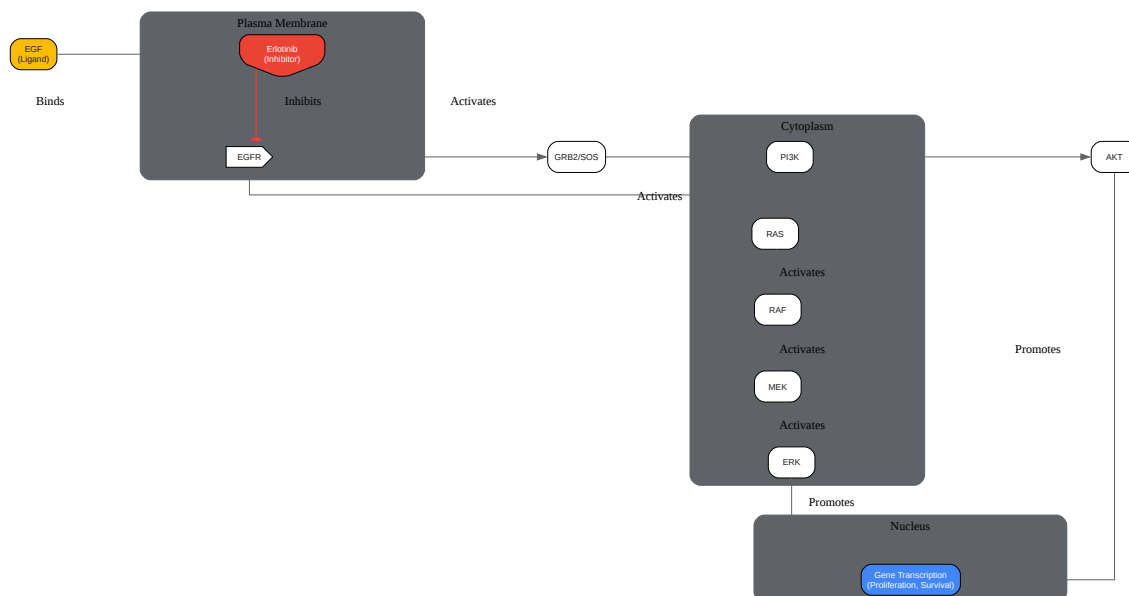 Plasma Membrane
EGF
(Ligand)
Erlotinib
(Inhibitor)
Binds
Inhibits
Activates
Cytoplasm
EGFR
GRB2/SOS
PI3K
AKT
Activates
RAS
Activates
RAF
Activates
Promotes
MEK
Activates
ERK
Promotes
Nucleus
Gene Transcription
(Proliferation, Survival)